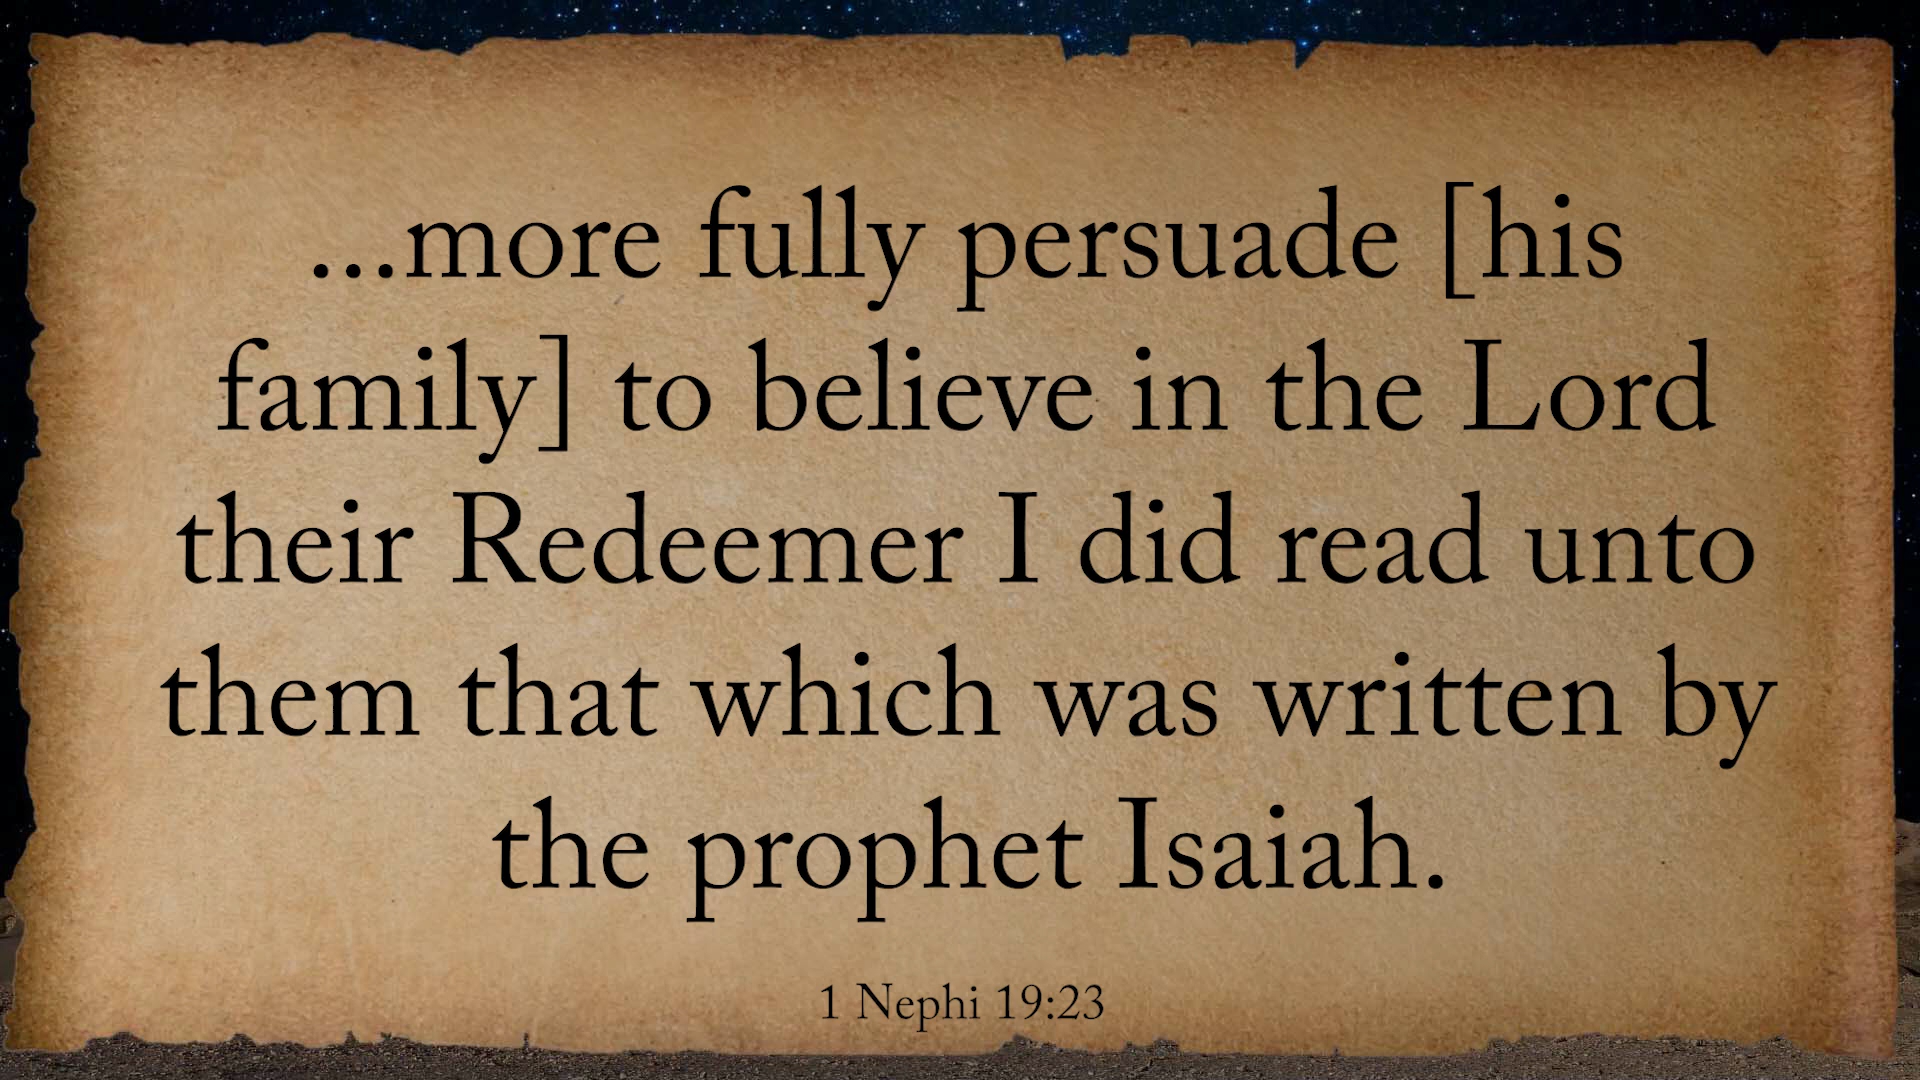 ...more fully persuade [his
family] to believe in the Lord
their Redeemer I did read unto
them that which was written by
the prophet Isaiah.
1 Nephi 19:23